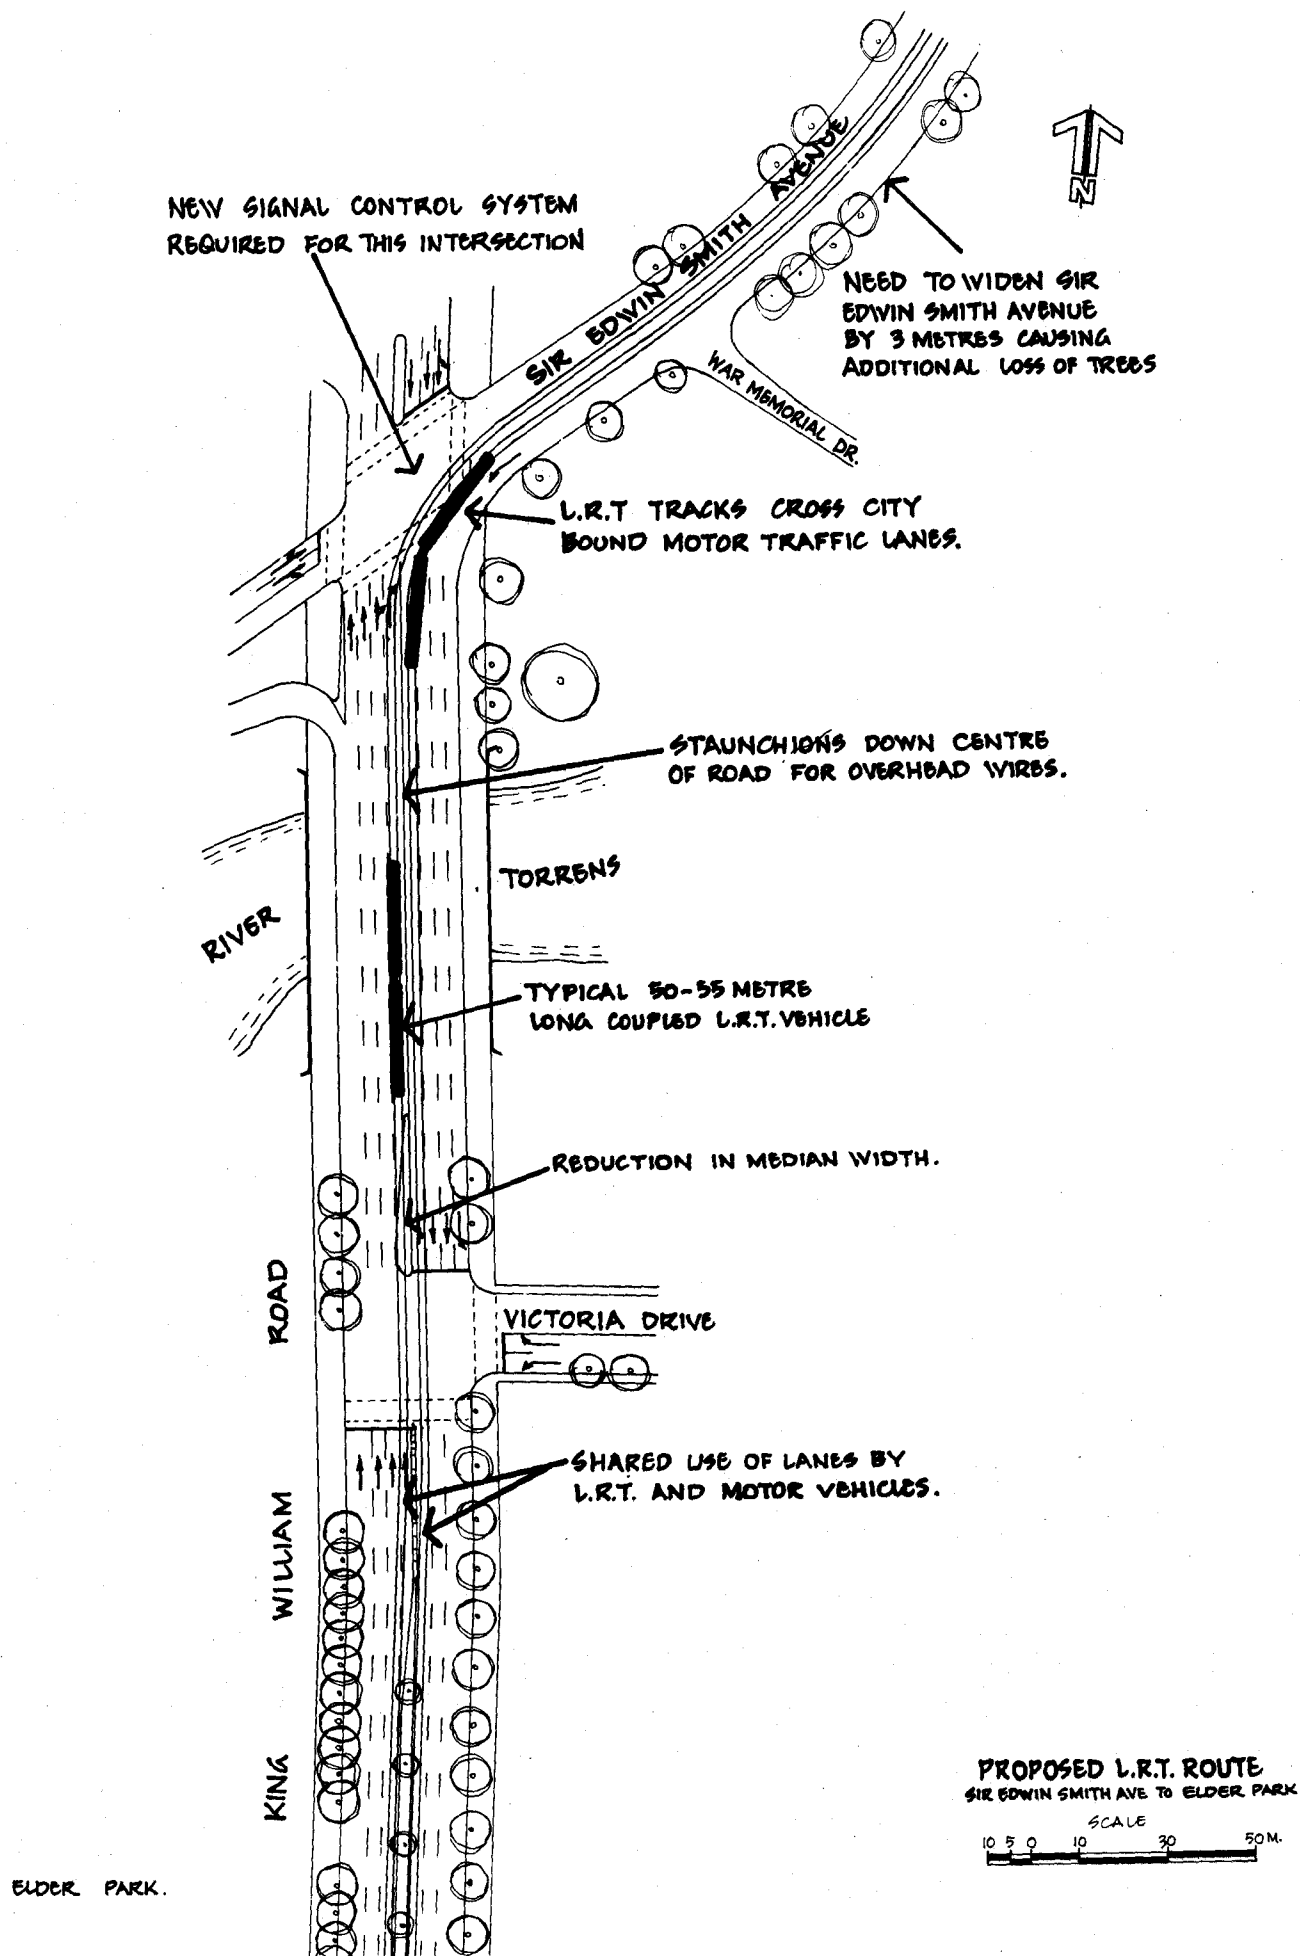 NEW SIGNAL CONTROL SYSTEM
REQUIRED FOR THIS INTERSECTION
SIR EDWIN SMITH AVENUE
N
NEED TO WIDEN SIR
EDWIN SMITH AVENUE
BY 3 METRES CAUSING
ADDITIONAL LOSS OF TREES
WAR MEMORIAL DR.
L.R.T TRACKS CROSS CITY
BOUND MOTOR TRAFFIC LANES.
STAUNCHIONS DOWN CENTRE
OF ROAD FOR OVERHEAD WIRES.
RIVER TORRENS
TYPICAL 50-55 METRE
LONG COUPLED L.R.T. VEHICLE
REDUCTION IN MEDIAN WIDTH.
VICTORIA DRIVE
SHARED USE OF LANES BY
L.R.T. AND MOTOR VEHICLES.
KING WILLIAM ROAD
ELDER PARK.
PROPOSED L.R.T. ROUTE
SIR EDWIN SMITH AVE TO ELDER PARK
SCALE
10 5 0 10 30 50 M.